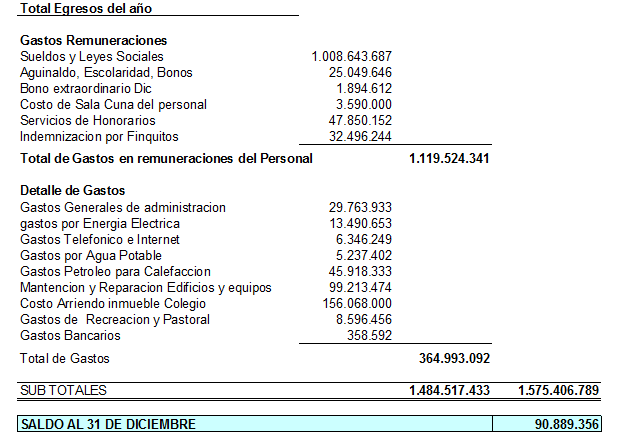 Total Egresos del año
Gastos Remuneraciones
Sueldos y Leyes Sociales 1.008.643.687
Aguinaldo, Escolaridad, Bonos 25.049.646
Bono extraordinario Dic 1.894.612
Costo de Sala Cuna del personal 3.590.000
Servicios de Honorarios 47.850.152
Indemnizacion por Finquitos 32.496.244
Total de Gastos en remuneraciones del Personal 1.119.524.341
Detalle de Gastos
Gastos Generales de administracion 29.763.933
gastos por Energia Electrica 13.490.653
Gastos Telefonico e Internet 6.346.249
Gastos por Agua Potable 5.237.402
Gastos Petroleo para Calefaccion 45.918.333
Mantencion y Reparacion Edificios y equipos 99.213.474
Costo Arriendo inmueble Colegio 156.068.000
Gastos de Recreacion y Pastoral 8.596.456
Gastos Bancarios 358.592
Total de Gastos 364.993.092
SUB TOTALES 1.484.517.433 1.575.406.789
SALDO AL 31 DE DICIEMBRE 90.889.356